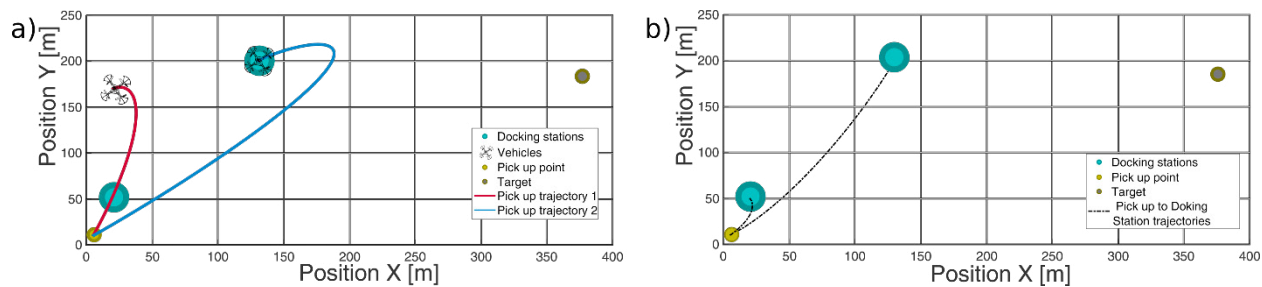 a)
Position Y [m]
250
200
150
100
50
0
0 50 100 150 200 250 300 350 400
Position X [m]
Docking stations
Vehicles
Pick up point
Target
Pick up trajectory 1
Pick up trajectory 2
b)
Position Y [m]
250
200
150
100
50
0
0 50 100 150 200 250 300 350 400
Position X [m]
Docking stations
Pick up point
Target
Pick up to Doking
Station trajectories